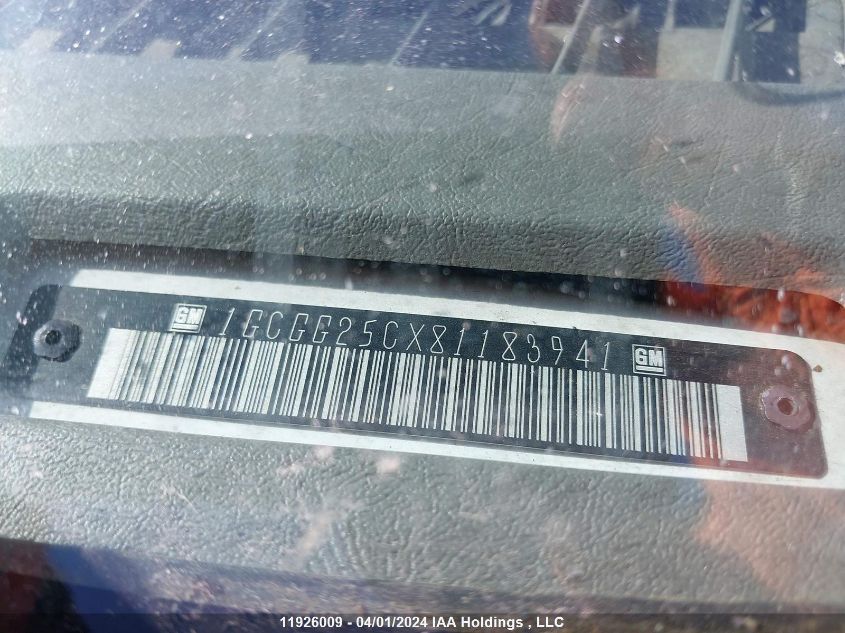 GM 1GCGG25CX81183941 GM
11926009 - 04/01/2024 IAA Holdings , LLC